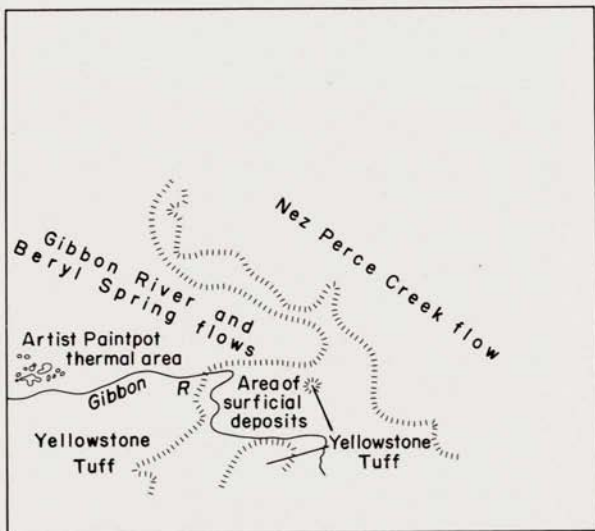 Nez Perce Creek flow
Gibbon River and
Beryl Spring flows
Artist Paintpot
thermal area
Gibbon R
Area of
surficial
deposits
Yellowstone
Tuff
Yellowstone
Tuff